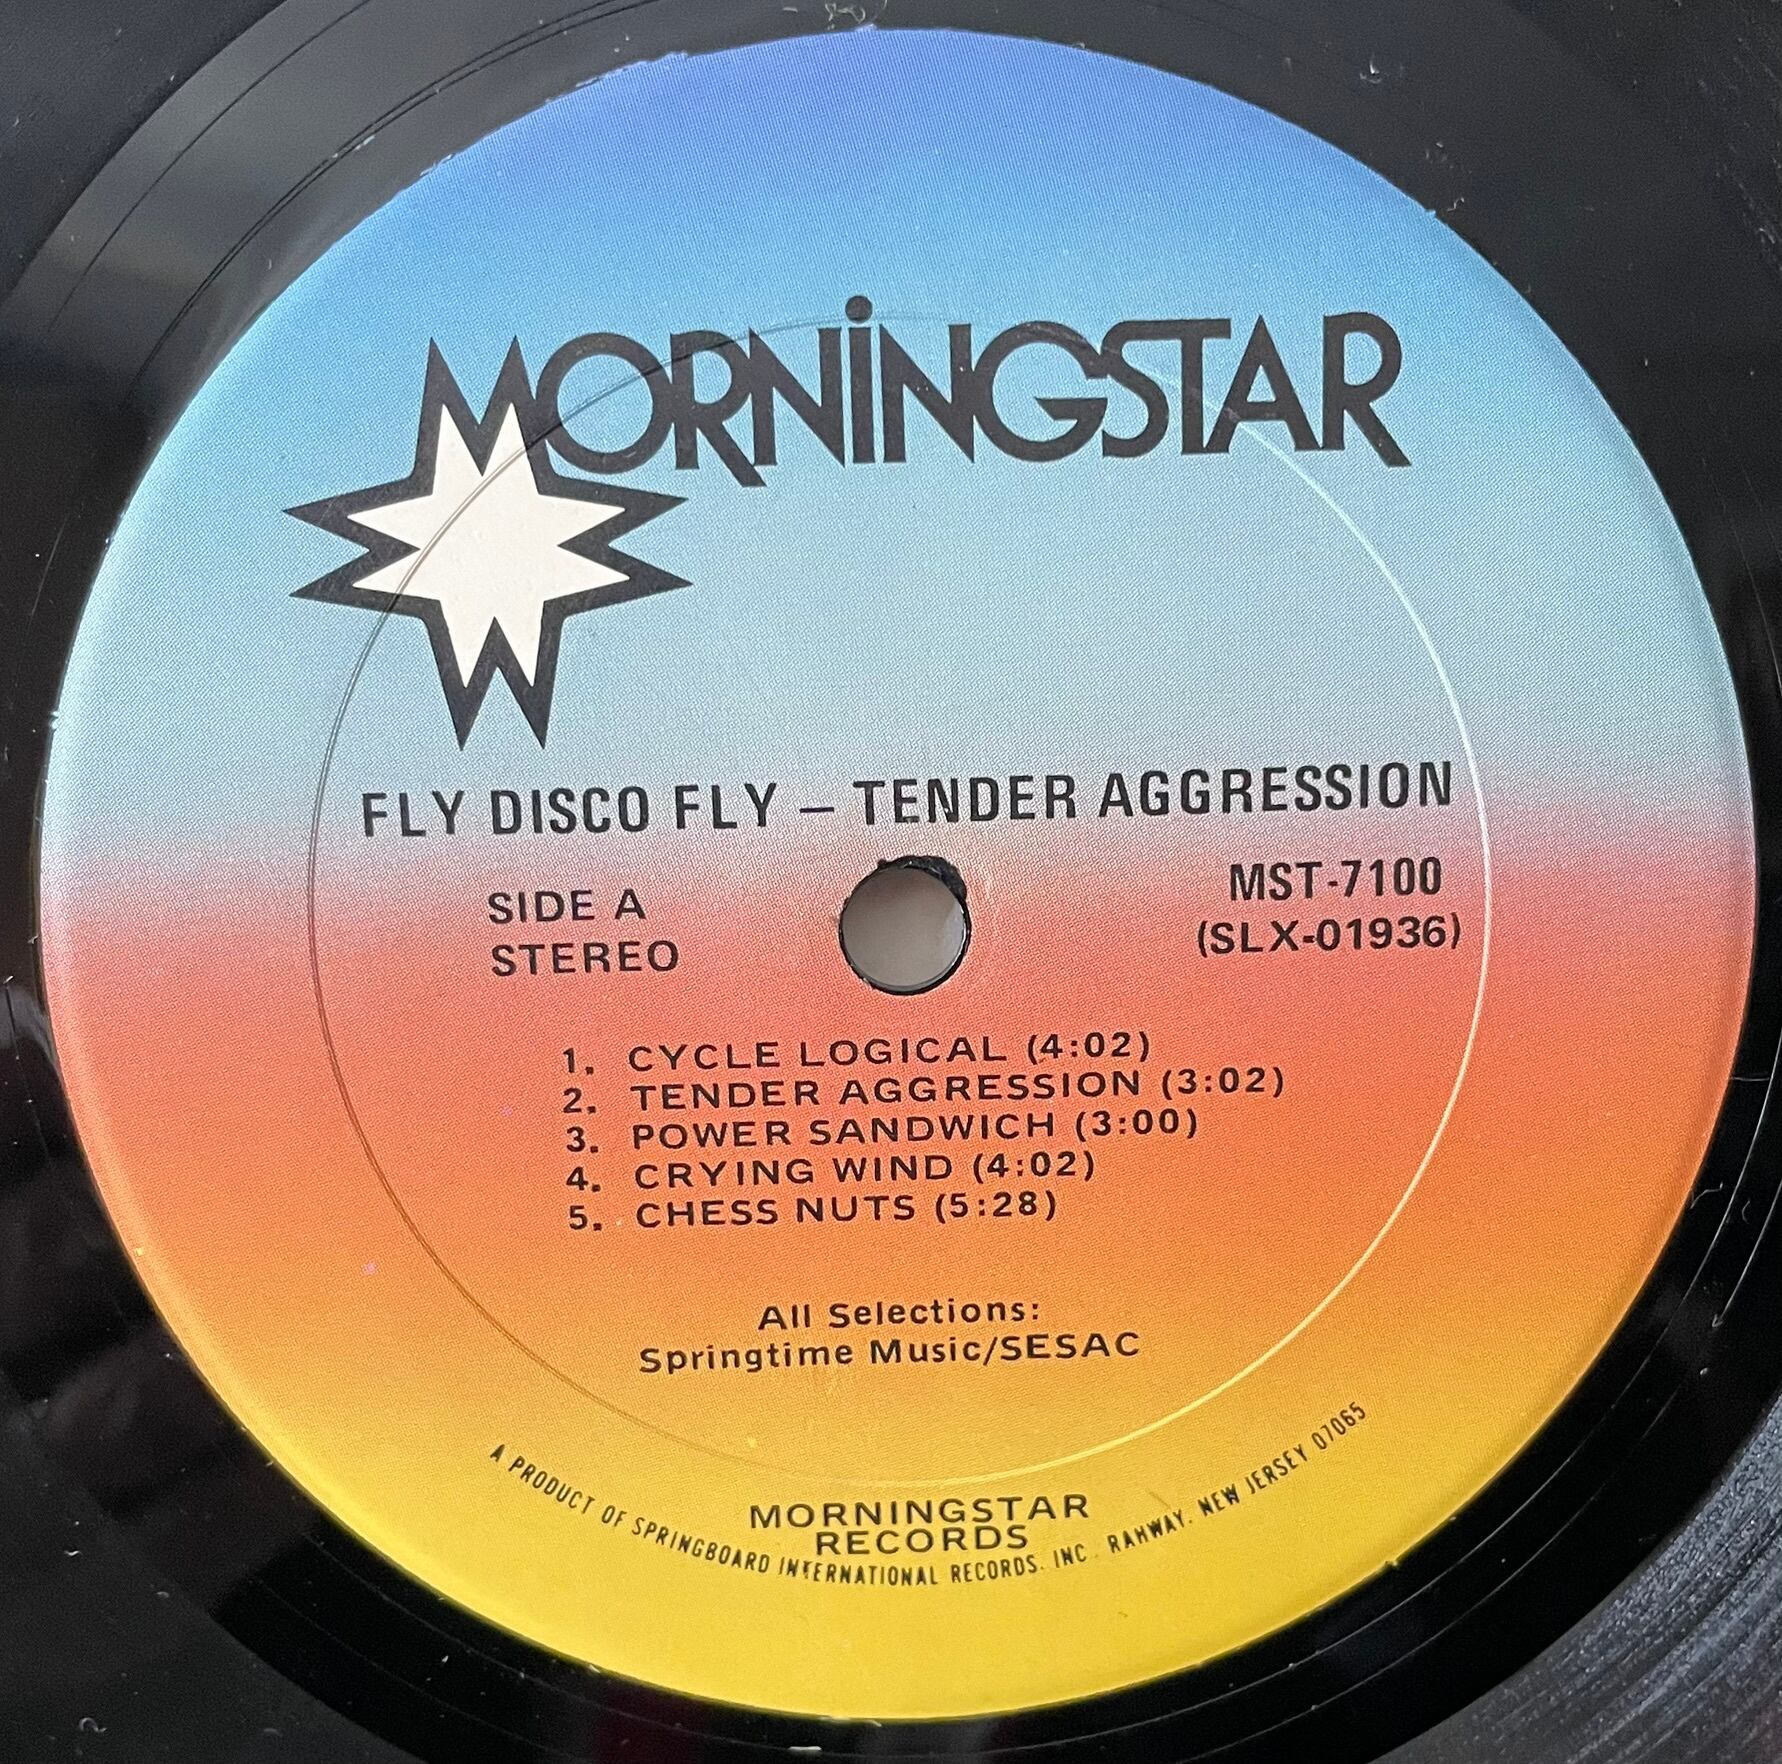 MORNiNGSTAR
FLY DISCO FLY – TENDER AGGRESSION
SIDE A
STEREO
MST-7100
(SLX-01936)
1. CYCLE LOGICAL (4:02)
2. TENDER AGGRESSION (3:02)
3. POWER SANDWICH (3:00)
4. CRYING WIND (4:02)
5. CHESS NUTS (5:28)
All Selections:
Springtime Music/SESAC
MORNINGSTAR
RECORDS
A PRODUCT OF SPRINGBOARD INTERNATIONAL RECORDS, INC. RAHWAY, NEW JERSEY 07065